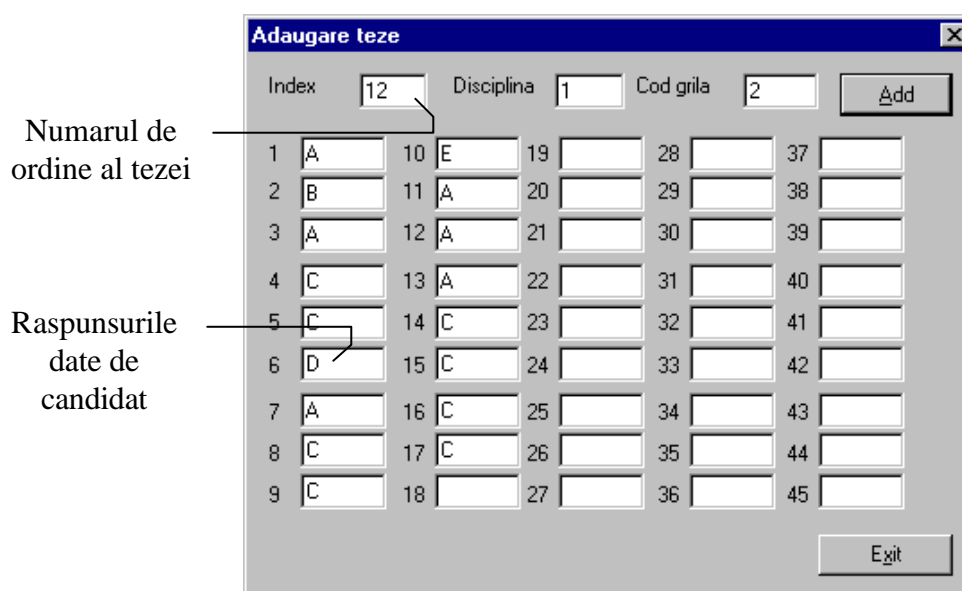 Adaugare teze
Index 12 Disciplina 1 Cod grila 2 Add
Numarul de
ordine al tezei
1 A 10 E 19 28 37
2 B 11 A 20 29 38
3 A 12 A 21 30 39
4 C 13 A 22 31 40
Raspunsurile
date de
candidat
5 C 14 C 23 32 41
6 D 15 C 24 33 42
7 A 16 C 25 34 43
8 C 17 C 26 35 44
9 C 18 27 36 45
Exit